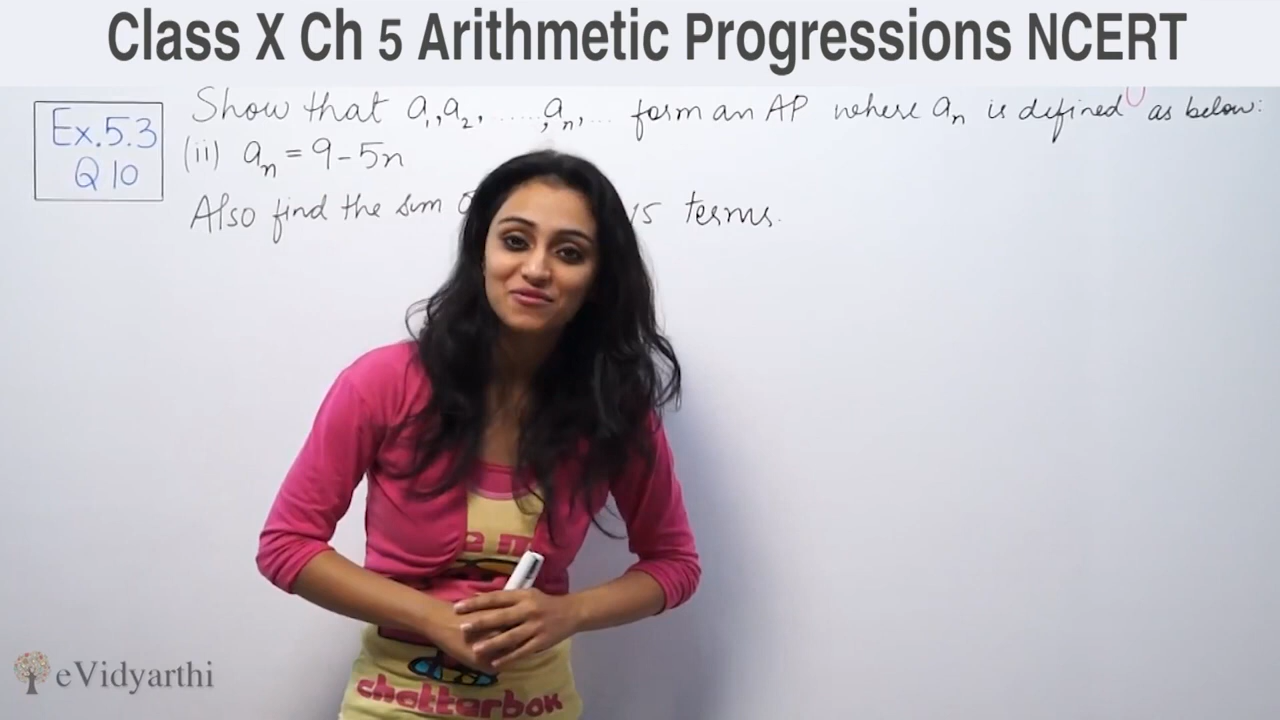 Class X Ch 5 Arithmetic Progressions NCERT
Ex.5.3
Q 10
Show that a₁, a₂, ....., aₙ, ... form an AP where aₙ is defined as below:
(ii) aₙ = 9 - 5n
Also find the sum 15 terms.
chatterbox
eVidyarthi